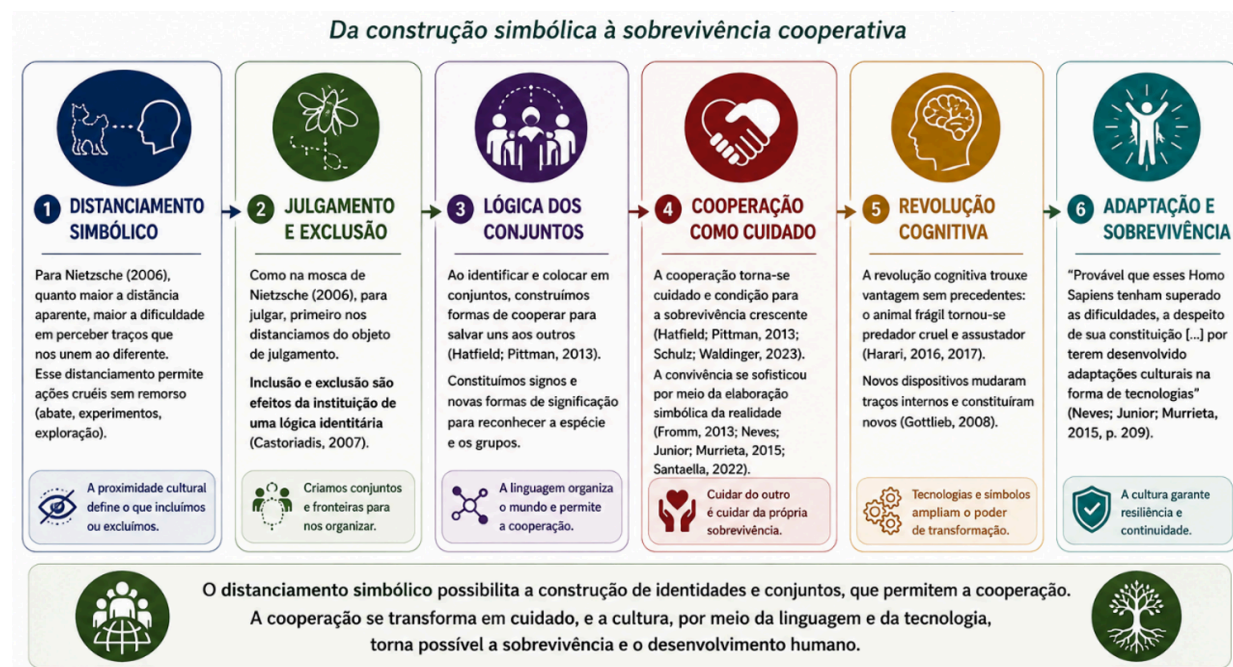 Da construção simbólica à sobrevivência cooperativa
1 DISTANCIAMENTO
SIMBÓLICO
Para Nietzsche (2006),
quanto maior a distância
aparente, maior a dificuldade
em perceber traços que
nos unem ao diferente.
Esse distanciamento permite
ações cruéis sem remorso
(abate, experimentos,
exploração).
A proximidade cultural
define o que incluímos
ou excluímos.
2 JULGAMENTO
E EXCLUSÃO
Como na mosca de
Nietzsche (2006), para
julgar, primeiro nos
distanciamos do objeto
de julgamento.
Inclusão e exclusão são
efeitos da instituição de
uma lógica identitária
(Castoriadis, 2007).
Criamos conjuntos
e fronteiras para
nos organizar.
3 LÓGICA DOS
CONJUNTOS
Ao identificar e colocar em
conjuntos, construímos
formas de cooperar para
salvar uns aos outros
(Hatfield; Pittman, 2013).
Constituímos signos e
novas formas de significação
para reconhecer a espécie
e os grupos.
A linguagem organiza
o mundo e permite
a cooperação.
4 COOPERAÇÃO
COMO CUIDADO
A cooperação torna-se
cuidado e condição para
a sobrevivência crescente
(Hatfield; Pittman, 2013;
Schulz; Waldinger, 2023).
A convivência se sofisticou
por meio da elaboração
simbólica da realidade
(Fromm, 2013; Neves;
Junior; Murrieta, 2015;
Santaella, 2022).
Cuidar do outro
é cuidar da própria
sobrevivência.
5 REVOLUÇÃO
COGNITIVA
A revolução cognitiva trouxe
vantagem sem precedentes:
o animal frágil tornou-se
predador cruel e assustador
(Harari, 2016, 2017).
Novos dispositivos mudaram
traços internos e constituíram
novos (Gottlieb, 2008).
Tecnologias e símbolos
ampliam o poder
de transformação.
6 ADAPTAÇÃO E
SOBREVIVÊNCIA
“Provável que esses Homo
Sapiens tenham superado
as dificuldades, a despeito
de sua constituição [...] por
terem desenvolvido
adaptações culturais na
forma de tecnologias”
(Neves; Junior; Murrieta,
2015, p. 209).
A cultura garante
resiliência e
continuidade.
O distanciamento simbólico possibilita a construção de identidades e conjuntos, que permitem a cooperação.
A cooperação se transforma em cuidado, e a cultura, por meio da linguagem e da tecnologia,
torna possível a sobrevivência e o desenvolvimento humano.